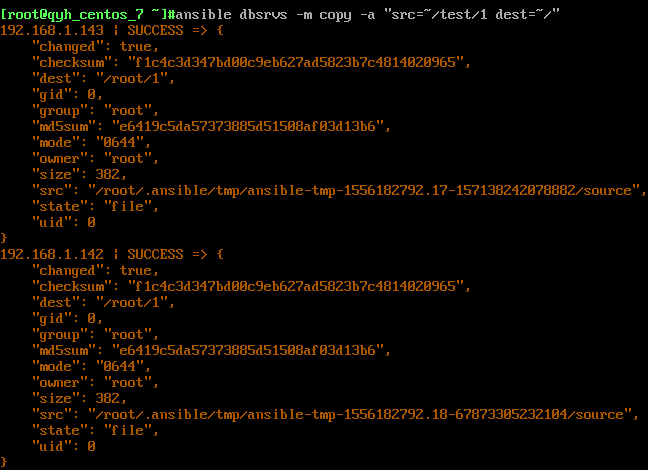 [root@qyh_centos_7 ~]#ansible dbsrvs -m copy -a "src=~/test/1 dest=~/"
192.168.1.143 | SUCCESS => {
    "changed": true,
    "checksum": "f1c4c3d347bd00c9eb627ad5823b7c4814020965",
    "dest": "/root/1",
    "gid": 0,
    "group": "root",
    "md5sum": "e6419c5da57373885d51508af03d13b6",
    "mode": "0644",
    "owner": "root",
    "size": 382,
    "src": "/root/.ansible/tmp/ansible-tmp-1556182792.17-157138242078882/source",
    "state": "file",
    "uid": 0
}
192.168.1.142 | SUCCESS => {
    "changed": true,
    "checksum": "f1c4c3d347bd00c9eb627ad5823b7c4814020965",
    "dest": "/root/1",
    "gid": 0,
    "group": "root",
    "md5sum": "e6419c5da57373885d51508af03d13b6",
    "mode": "0644",
    "owner": "root",
    "size": 382,
    "src": "/root/.ansible/tmp/ansible-tmp-1556182792.18-67873305232104/source",
    "state": "file",
    "uid": 0
}